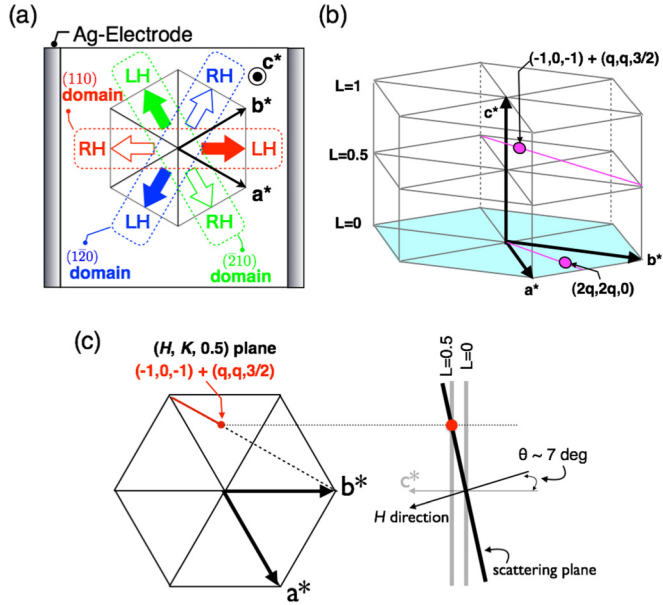 (a)
Ag-Electrode
LH
RH
c*
(110)
domain
b*
RH
LH
a*
LH
RH
(1-20)
domain
(-210)
domain
(b)
(-1,0,-1) + (q,q,3/2)
L=1
c*
L=0.5
L=0
b*
a*
(2q,2q,0)
(c)
(H, K, 0.5) plane
(-1,0,-1) + (q,q,3/2)
b*
a*
L=0.5
L=0
θ ~ 7 deg
c*
H direction
scattering plane